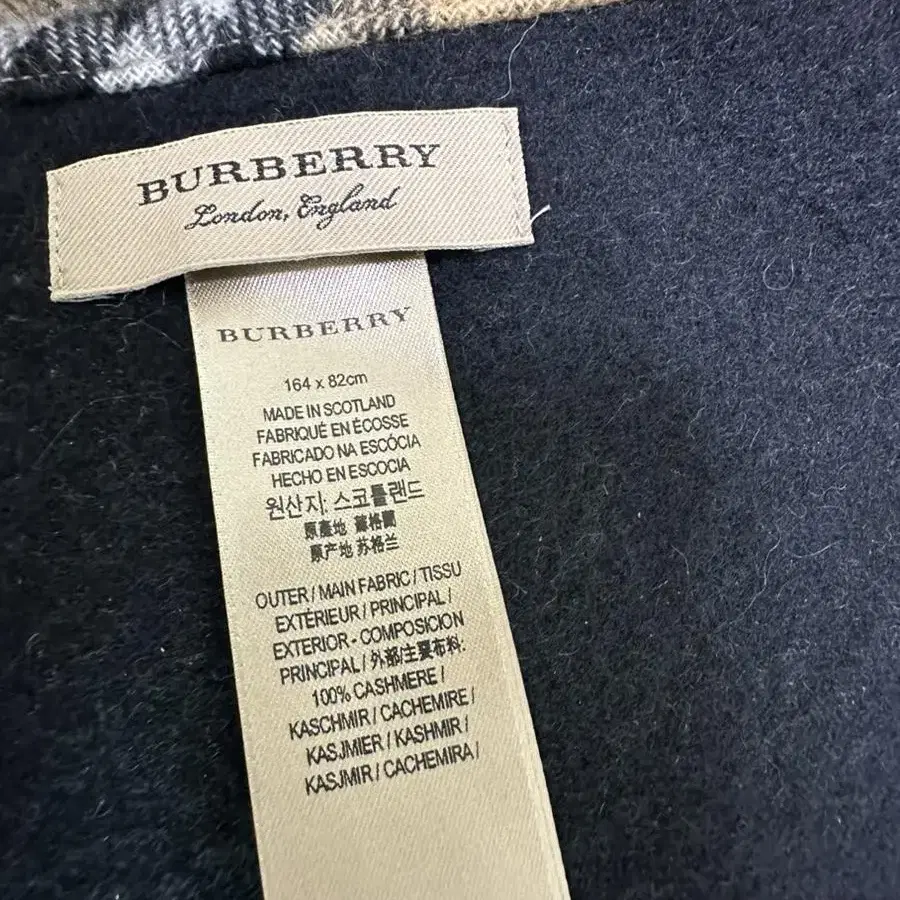 BURBERRY
London, England
BURBERRY
164 x 82cm
MADE IN SCOTLAND
FABRIQUÉ EN ÉCOSSE
FABRICADO NA ESCÓCIA
HECHO EN ESCOCIA
원산지: 스코틀랜드
原產地 蘇格蘭
原产地 苏格兰
OUTER / MAIN FABRIC / TISSU
EXTÉRIEUR / PRINCIPAL /
EXTERIOR - COMPOSICION
PRINCIPAL / 外部/主要布料:
100% CASHMERE /
KASCHMIR / CACHEMIRE /
KASJMIER / KASHMIR /
KASJMIR / CACHEMIRA /